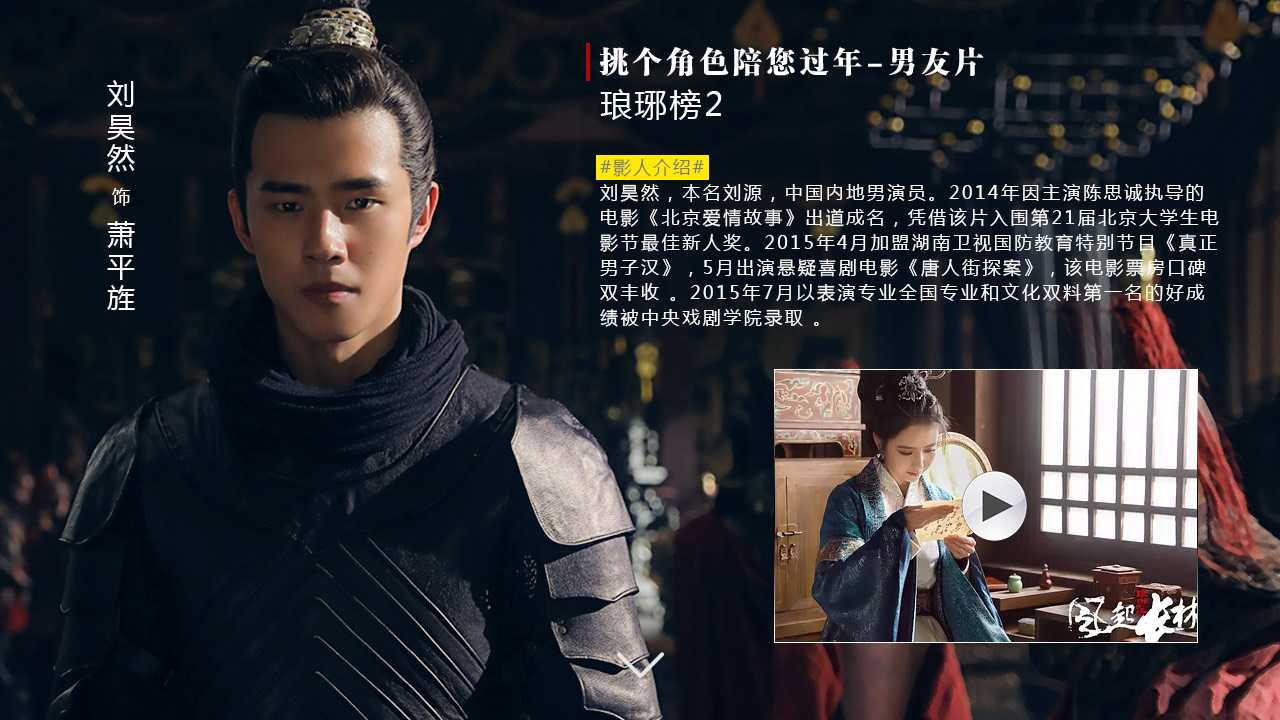 刘昊然
饰
萧平旌
挑个角色陪您过年-男友片
琅琊榜2
#影人介绍#
刘昊然，本名刘源，中国内地男演员。2014年因主演陈思诚执导的
电影《北京爱情故事》出道成名，凭借该片入围第21届北京大学生电
影节最佳新人奖。2015年4月加盟湖南卫视国防教育特别节目《真正
男子汉》，5月出演悬疑喜剧电影《唐人街探案》，该电影票房口碑
双丰收 。2015年7月以表演专业全国专业和文化双料第一名的好成
绩被中央戏剧学院录取 。
风起长林